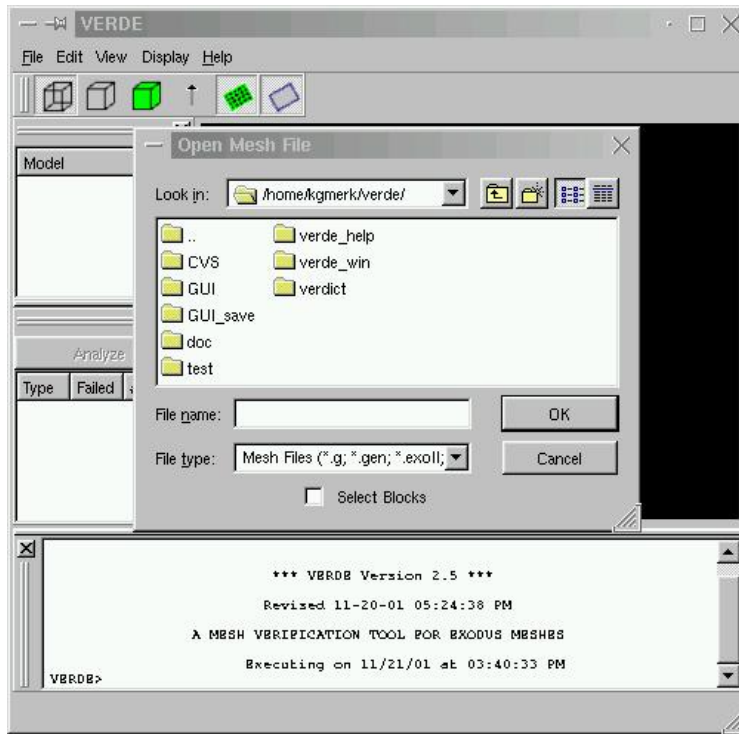 VERDE
File Edit View Display Help
Model
Open Mesh File
Look in: /home/kgmerk/verde/
.. verde_help
CVS verde_win
GUI verdict
GUI_save
doc
test
Analyze
Type Failed
File name: OK
File type: Mesh Files (*.g; *.gen; *.exoII; Cancel
Select Blocks
*** VERDE Version 2.5 ***
Revised 11-20-01 05:24:38 PM
A MESH VERIFICATION TOOL FOR EXODUS MESHES
Executing on 11/21/01 at 03:40:33 PM
VERDE>